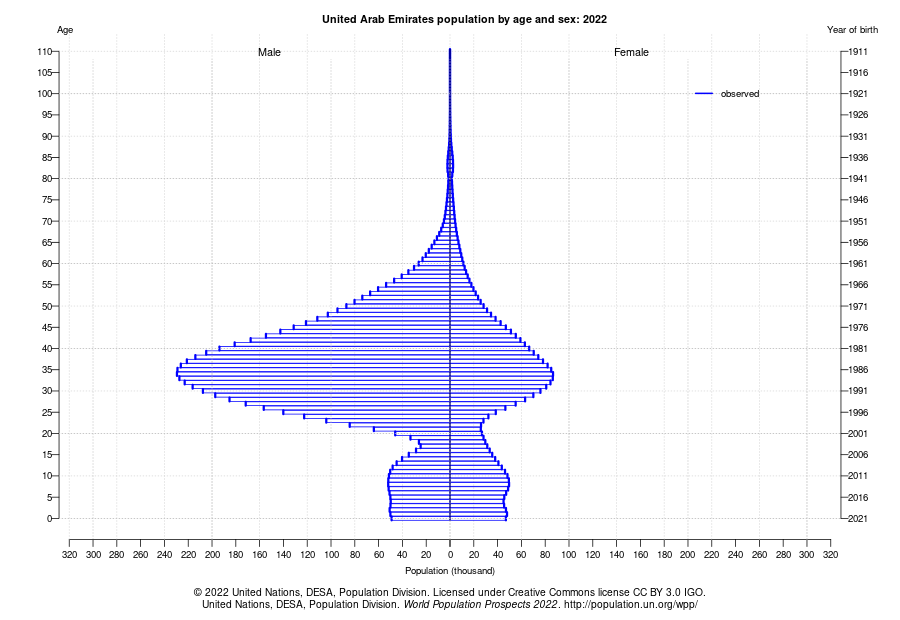 United Arab Emirates population by age and sex: 2022
Age
Year of birth
Male
Female
observed
110 1911
105 1916
100 1921
95 1926
90 1931
85 1936
80 1941
75 1946
70 1951
65 1956
60 1961
55 1966
50 1971
45 1976
40 1981
35 1986
30 1991
25 1996
20 2001
15 2006
10 2011
5 2016
0 2021
320 300 280 260 240 220 200 180 160 140 120 100 80 60 40 20 0 20 40 60 80 100 120 140 160 180 200 220 240 260 280 300 320
Population (thousand)
© 2022 United Nations, DESA, Population Division. Licensed under Creative Commons license CC BY 3.0 IGO.
United Nations, DESA, Population Division. World Population Prospects 2022. http://population.un.org/wpp/